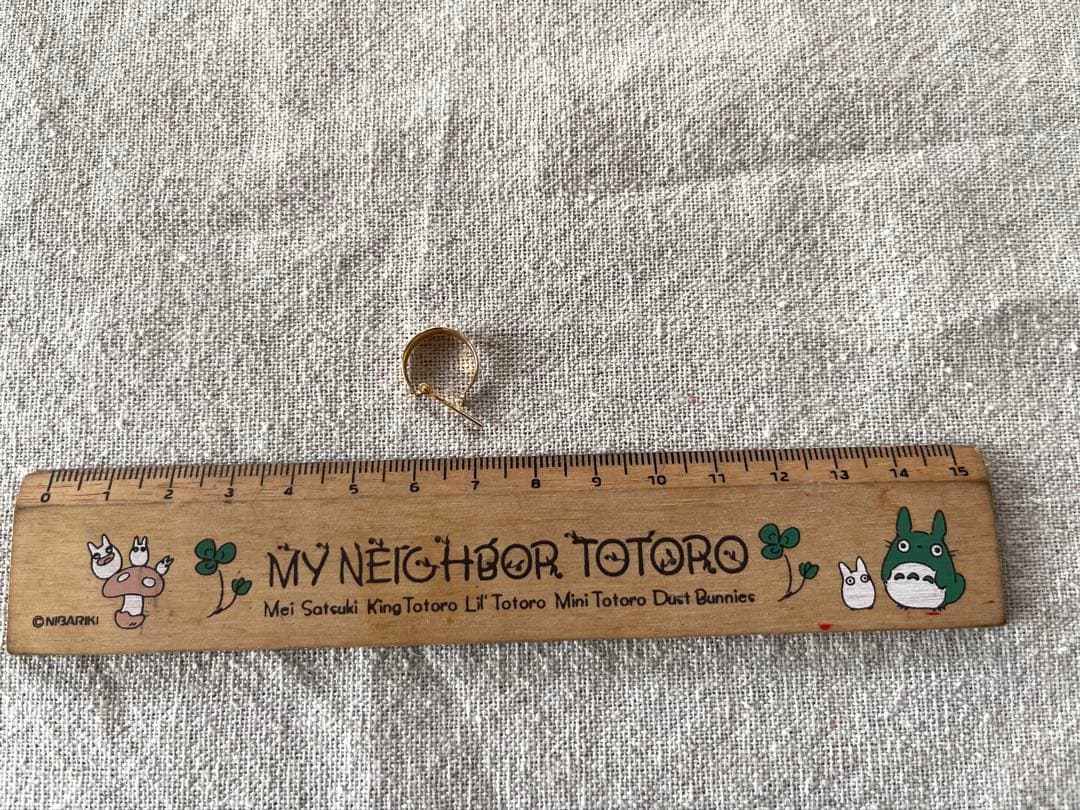 0 1 2 3 4 5 6 7 8 9 10 11 12 13 14 15
MY NEIGHBOR TOTORO
Mei Satsuki King Totoro Lil' Totoro Mini Totoro Dust Bunnies
©NIBARIKI